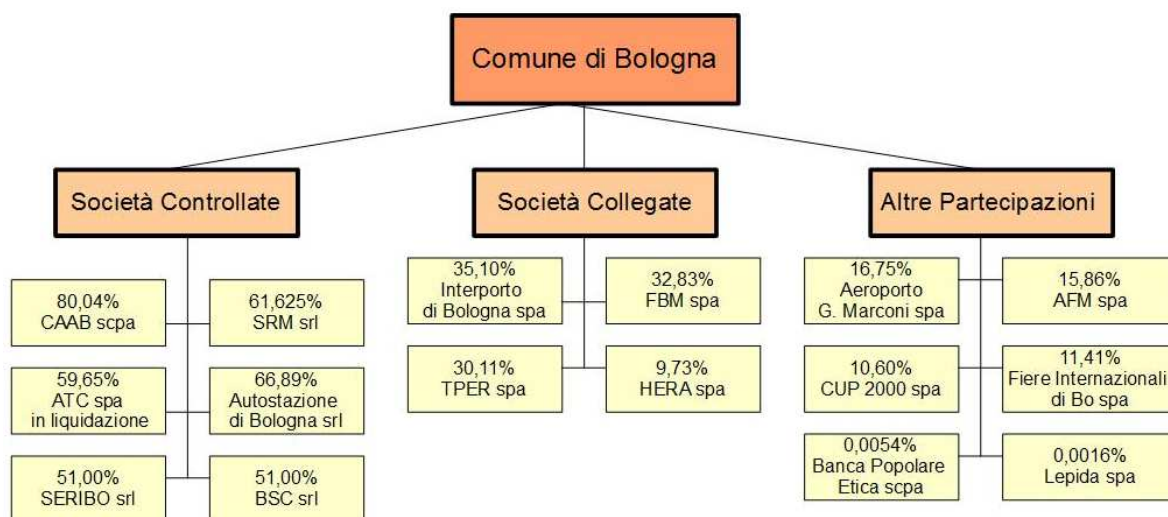 Comune di Bologna
Società Controllate
80,04%
CAAB scpa
61,625%
SRM srl
59,65%
ATC spa
in liquidazione
66,89%
Autostazione
di Bologna srl
51,00%
SERIBO srl
51,00%
BSC srl
Società Collegate
35,10%
Interporto
di Bologna spa
32,83%
FBM spa
30,11%
TPER spa
9,73%
HERA spa
Altre Partecipazioni
16,75%
Aeroporto
G. Marconi spa
15,86%
AFM spa
10,60%
CUP 2000 spa
11,41%
Fiere Internazionali
di Bo spa
0,0054%
Banca Popolare
Etica scpa
0,0016%
Lepida spa